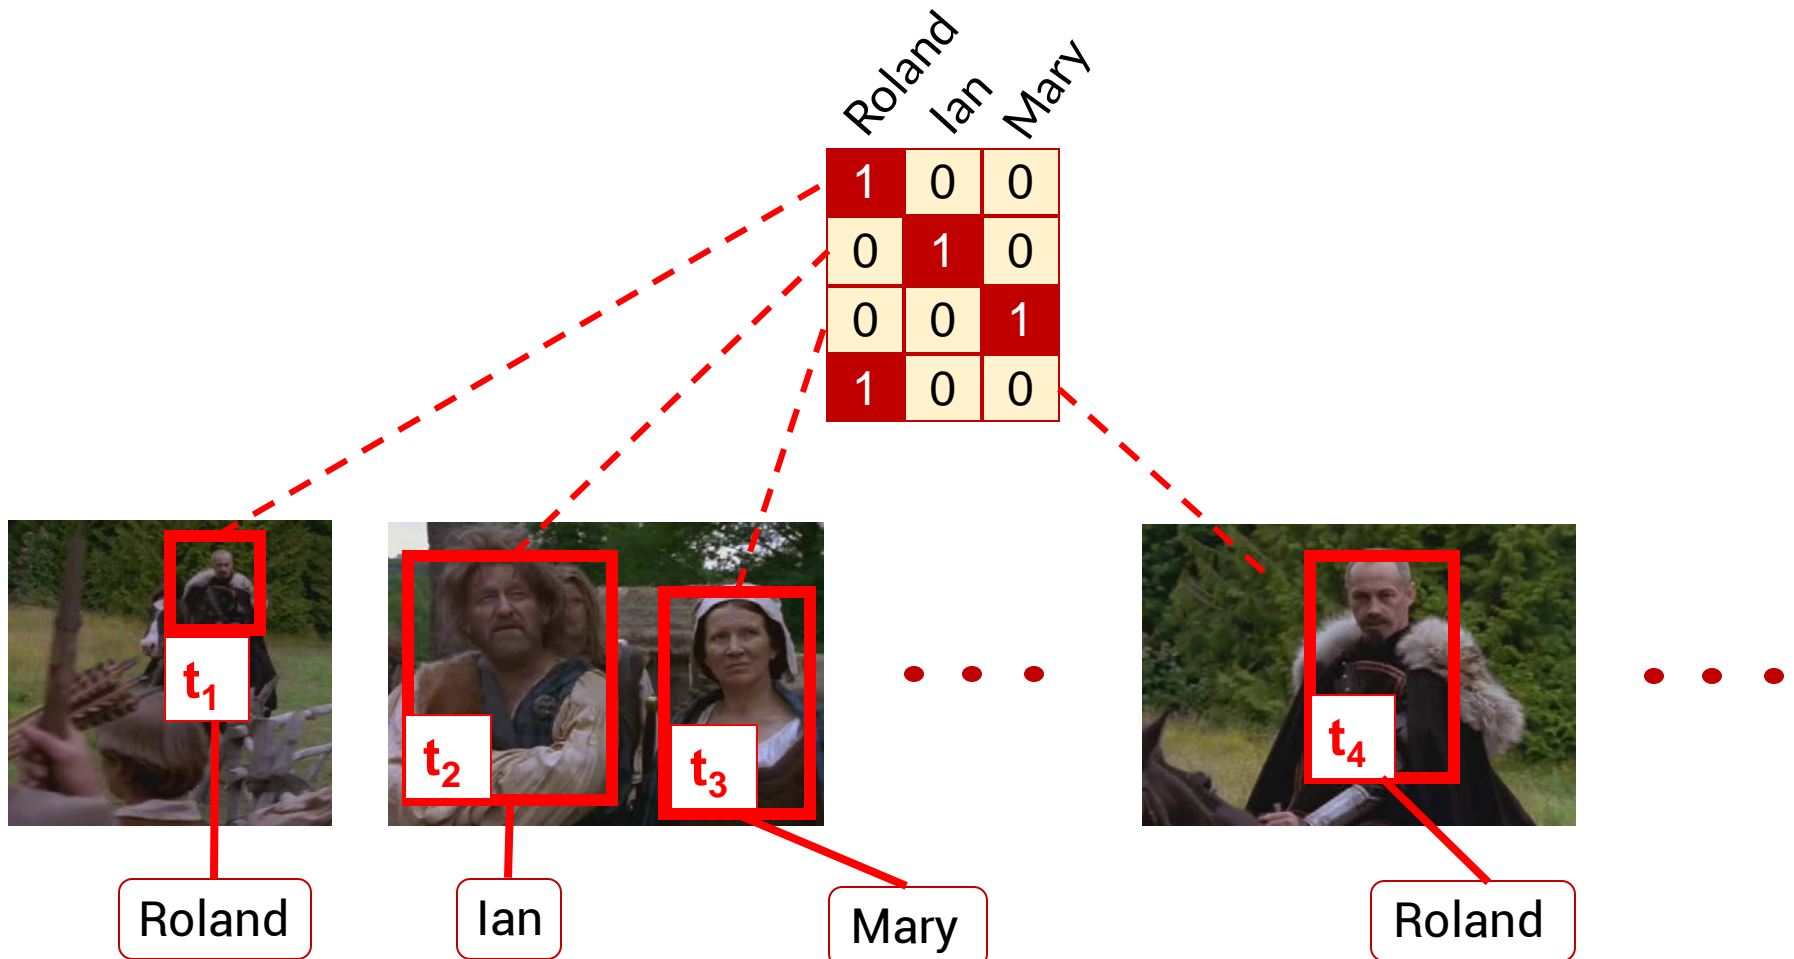 Roland Ian Mary
1 0 0
0 1 0
0 0 1
1 0 0
t1
t2
t3
t4
Roland
Ian
Mary
Roland